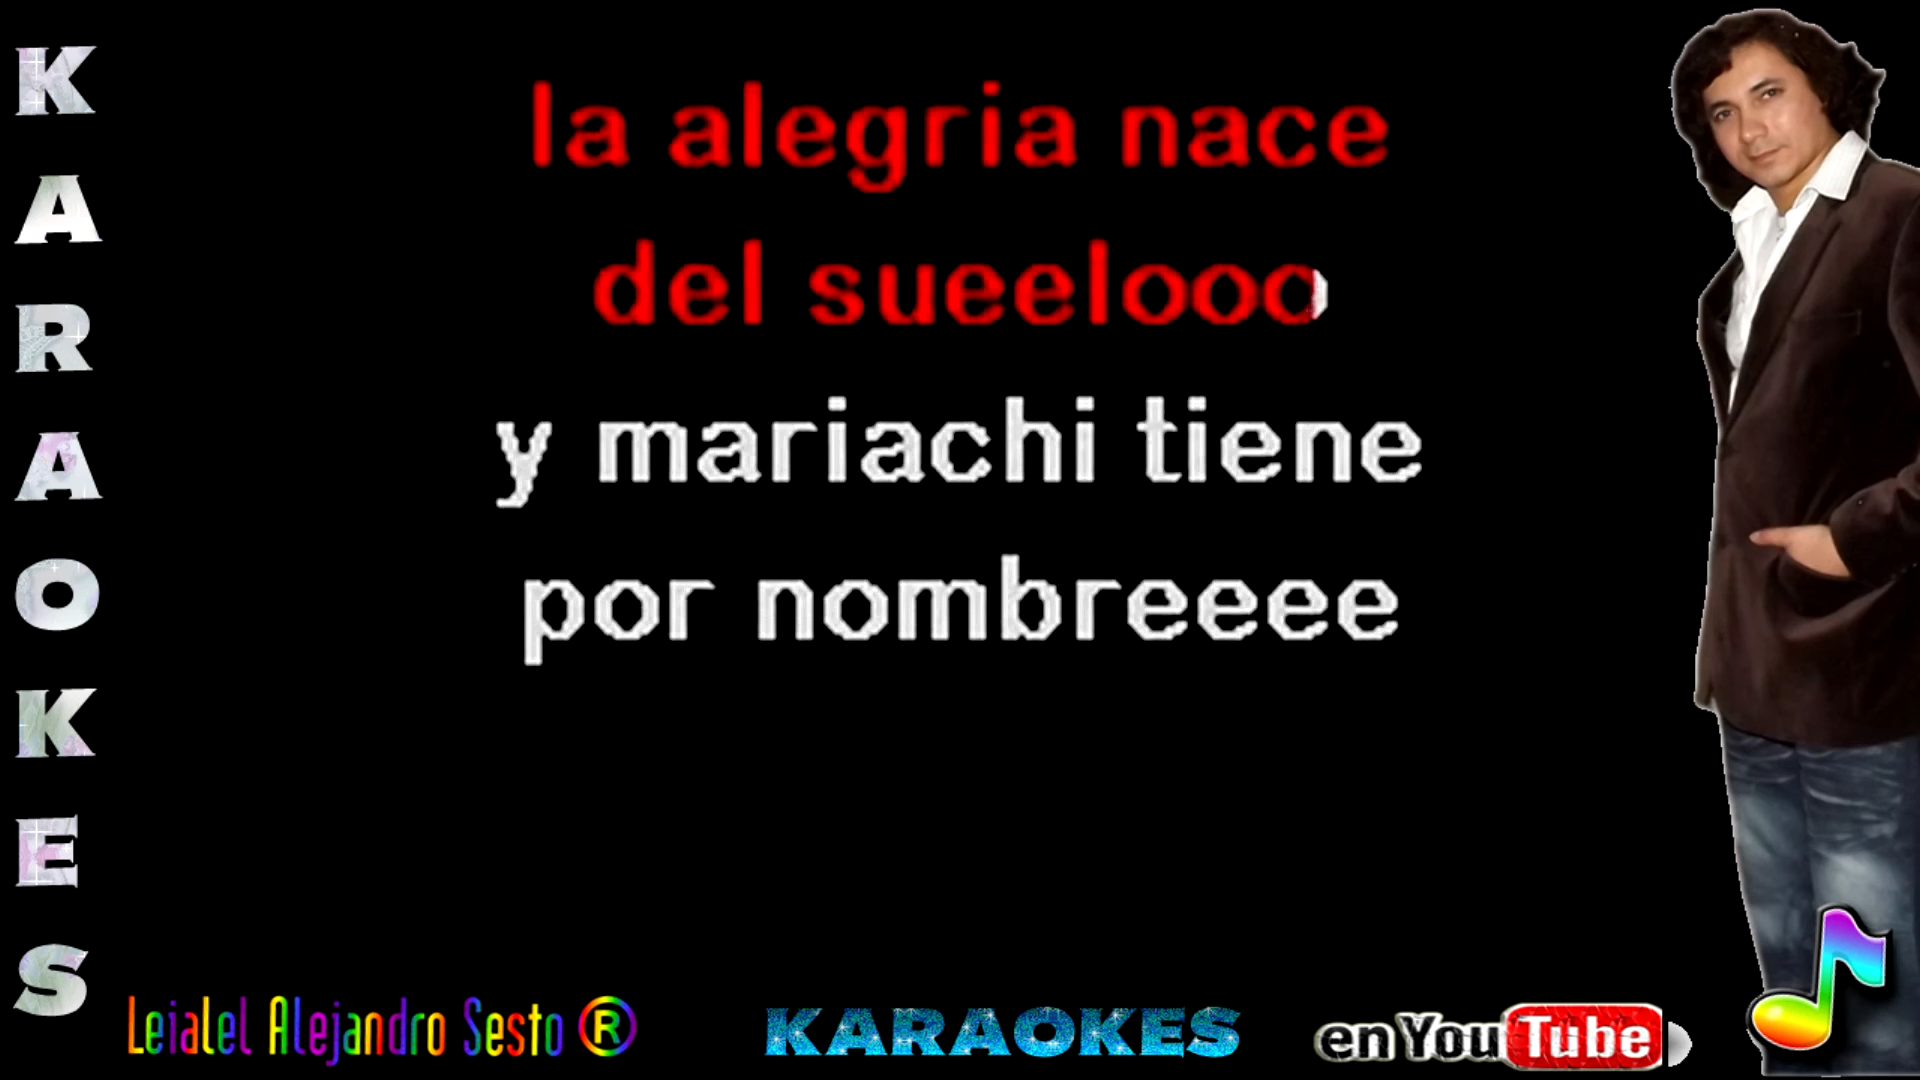 KARAOKES
la alegria nace
del sueelooo
y mariachi tiene
por nombreeee
Leialel Alejandro Sesto ®
KARAOKES
en YouTube